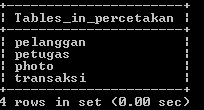 Tables_in_percetakan
pelanggan
petugas
photo
transaksi
4 rows in set (0.00 sec)